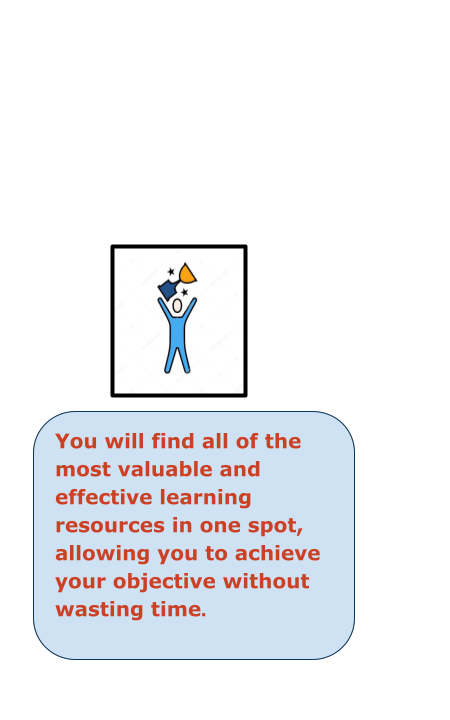 You will find all of the
most valuable and
effective learning
resources in one spot,
allowing you to achieve
your objective without
wasting time.